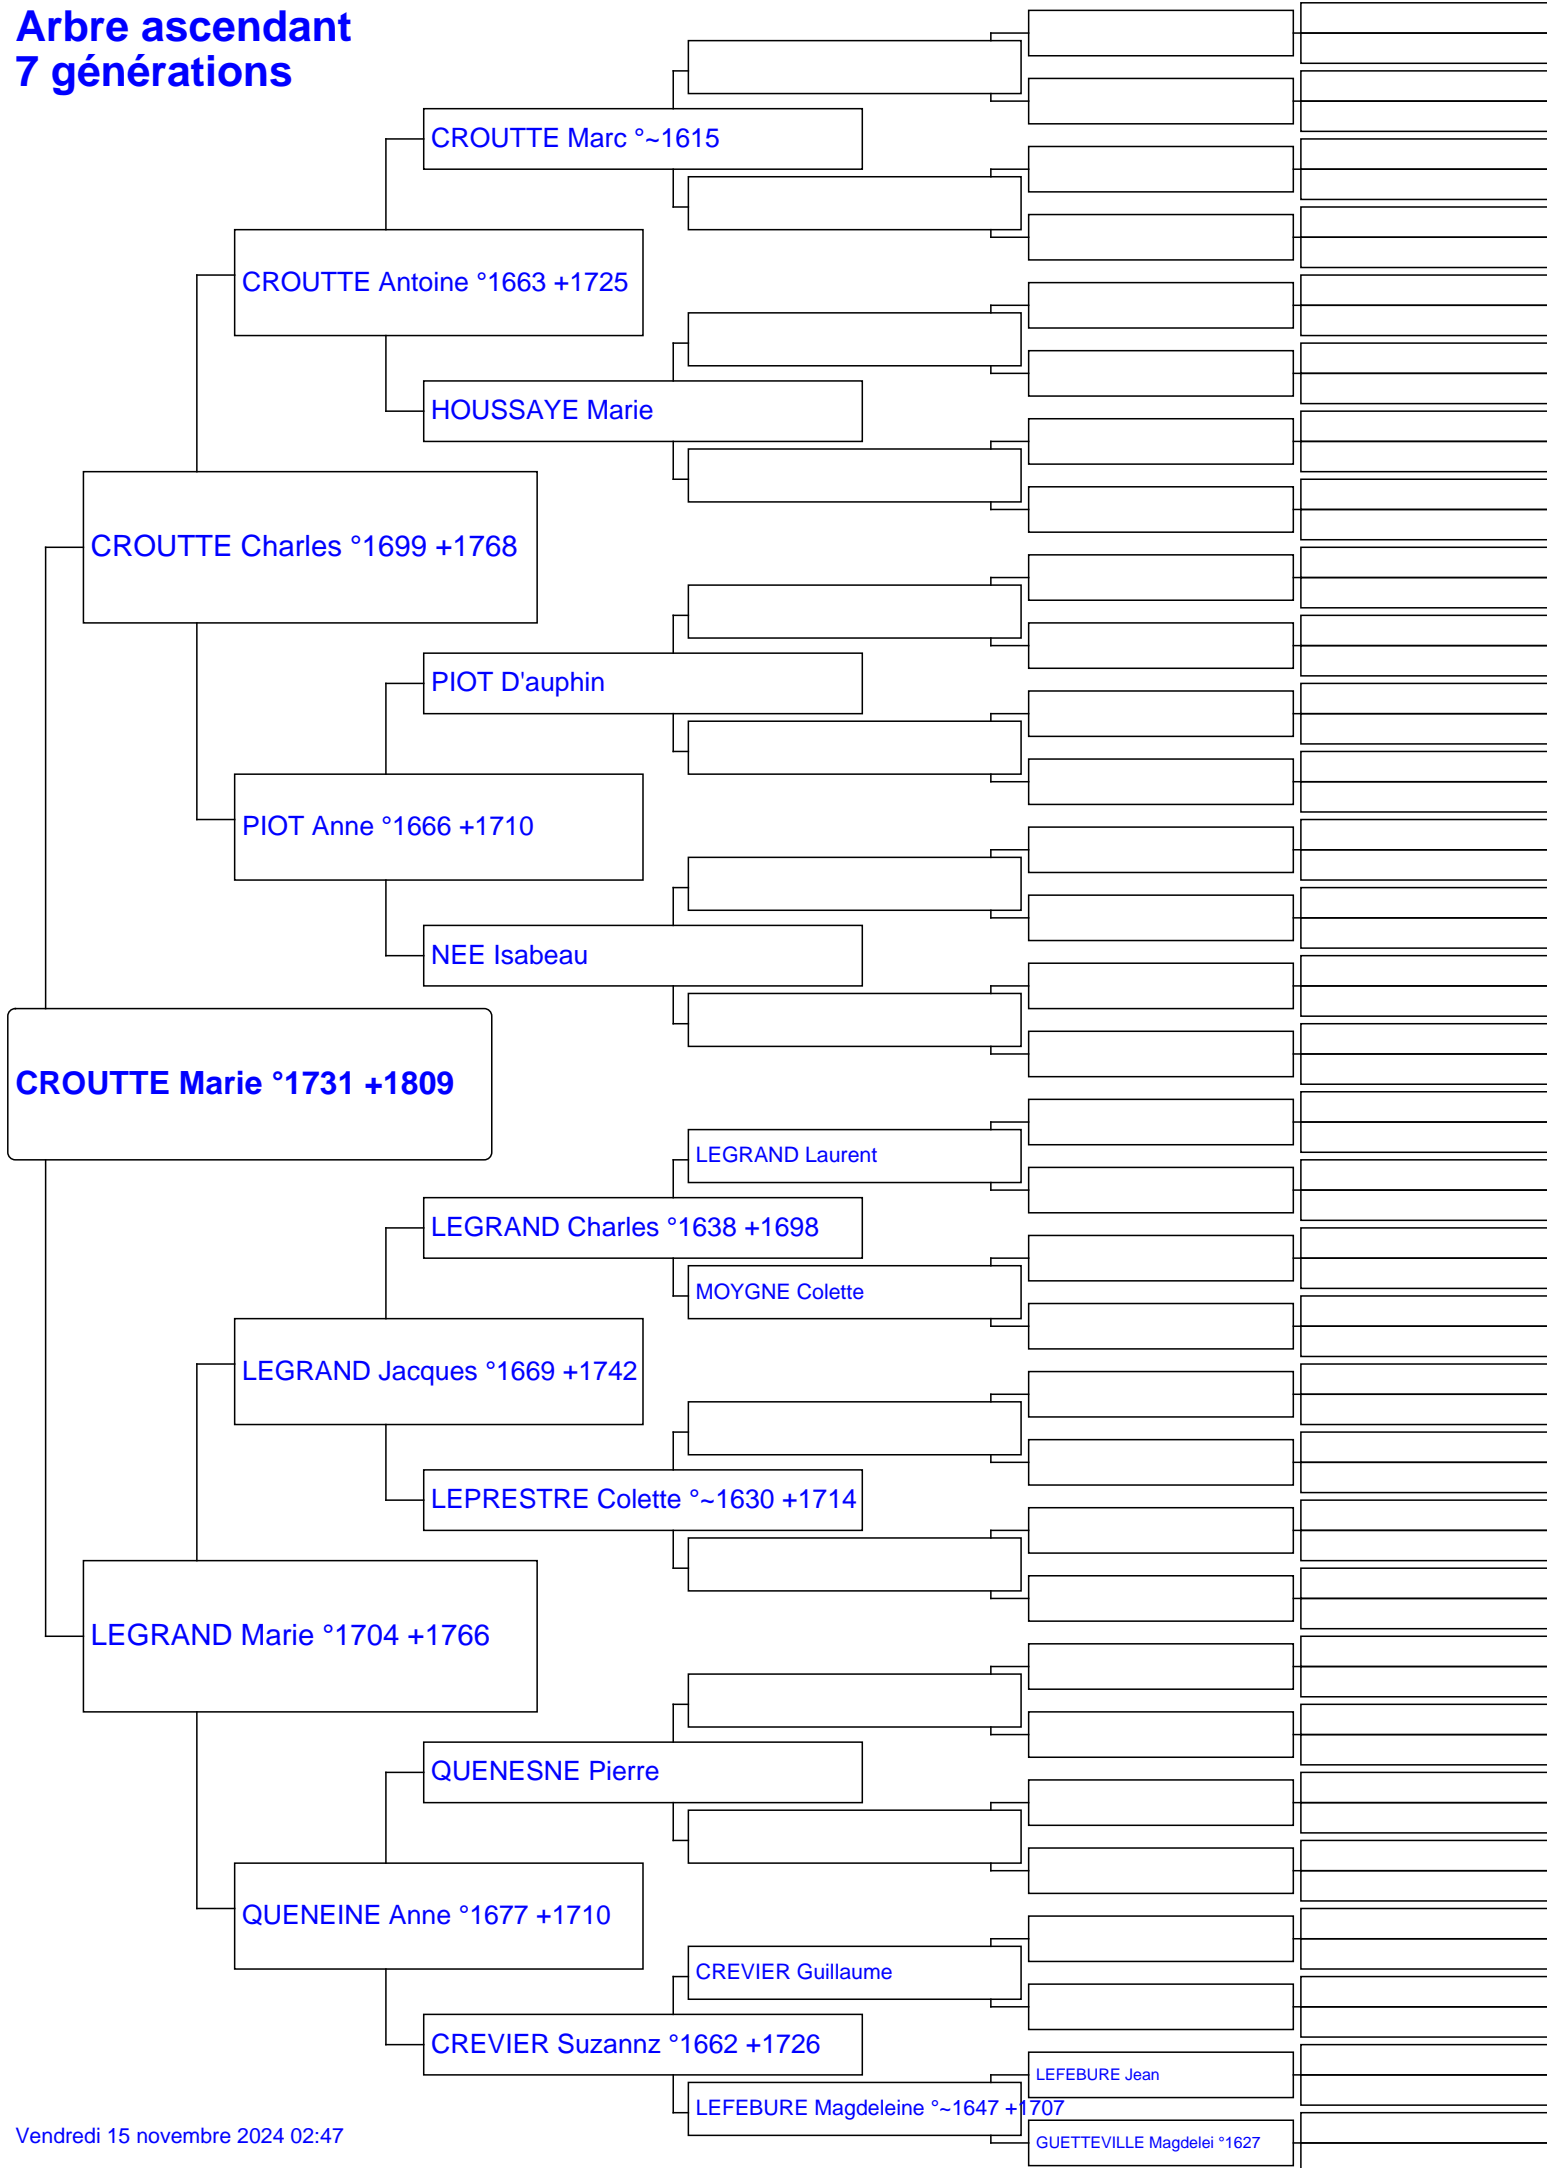 Arbre ascendant
7 générations
CROUTTE Marc °~1615
CROUTTE Antoine °1663 +1725
HOUSSAYE Marie
CROUTTE Charles °1699 +1768
PIOT D'auphin
PIOT Anne °1666 +1710
NEE Isabeau
CROUTTE Marie °1731 +1809
LEGRAND Laurent
LEGRAND Charles °1638 +1698
MOYGNE Colette
LEGRAND Jacques °1669 +1742
LEPRESTRE Colette °~1630 +1714
LEGRAND Marie °1704 +1766
QUENESNE Pierre
QUENEINE Anne °1677 +1710
CREVIER Guillaume
CREVIER Suzannz °1662 +1726
LEFEBURE Jean
LEFEBURE Magdeleine °~1647 +1707
GUETTEVILLE Magdelei °1627
Vendredi 15 novembre 2024 02:47